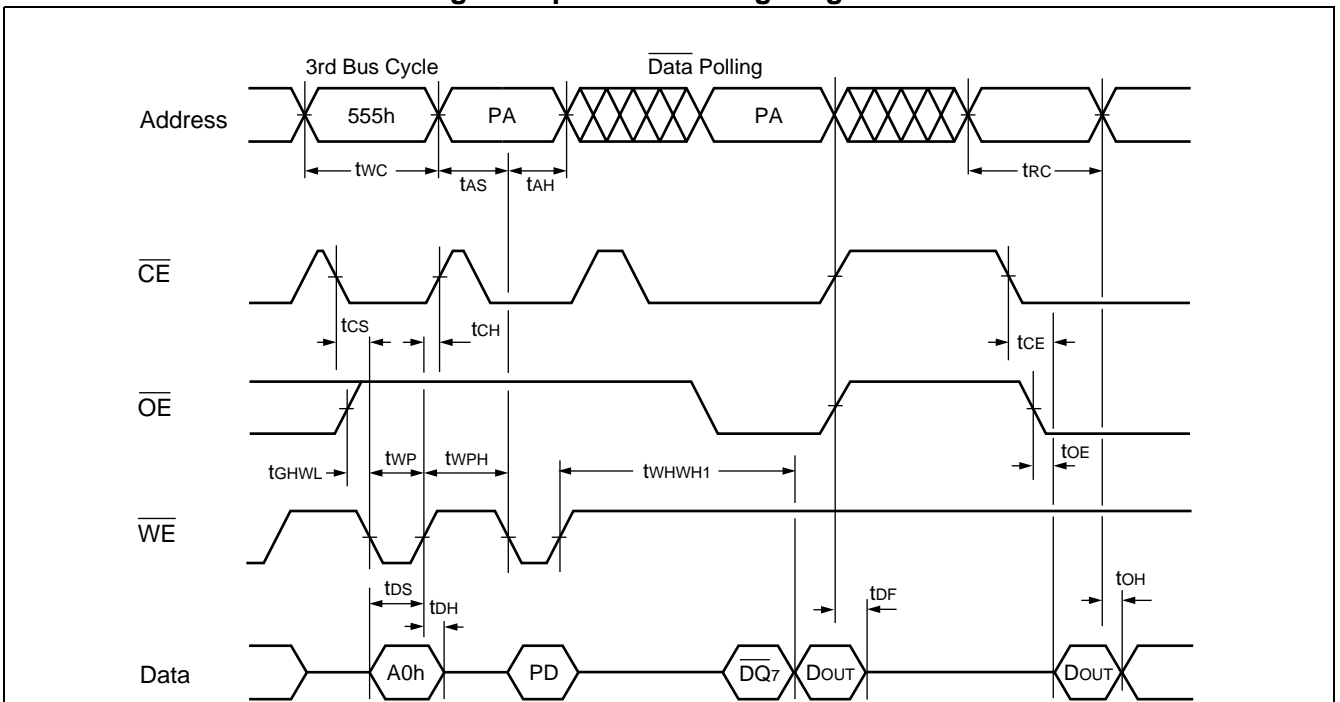 3rd Bus Cycle Data Polling
Address 555h PA PA
tWC tAS tAH tRC
CE
tCS tCH tCE
OE
tGHWL tWP tWPH tWHWH1 tOE
WE
tDS tDH tDF tOH
Data A0h PD DQ7 DOUT DOUT